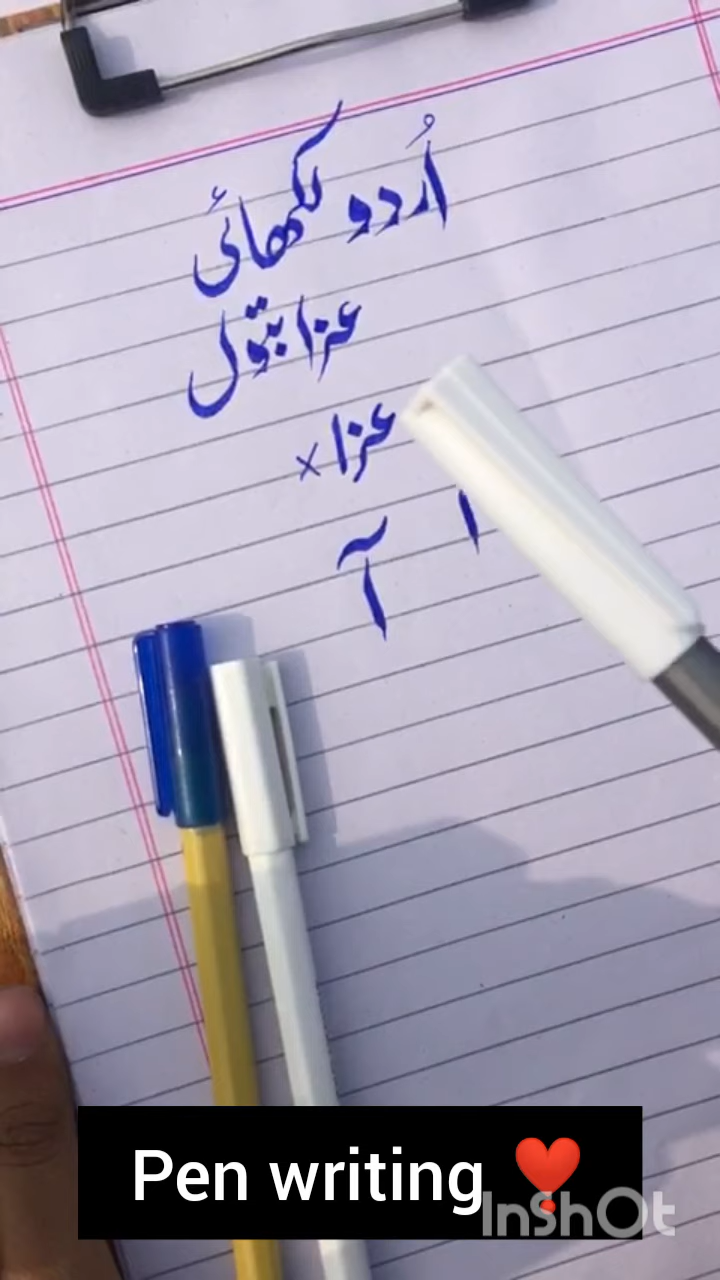 اُردو لکھائی
عزا بتول
عزا ×
ا آ
Pen writing ❣️
InShOt